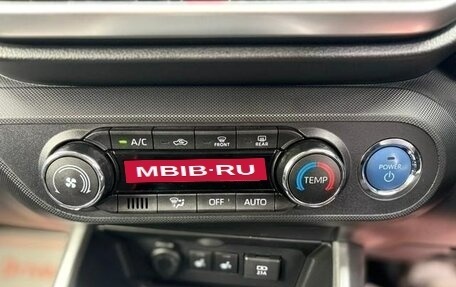 A/C
FRONT
REAR
MBIB-RU
TEMP
POWER
OFF
AUTO
2.1A